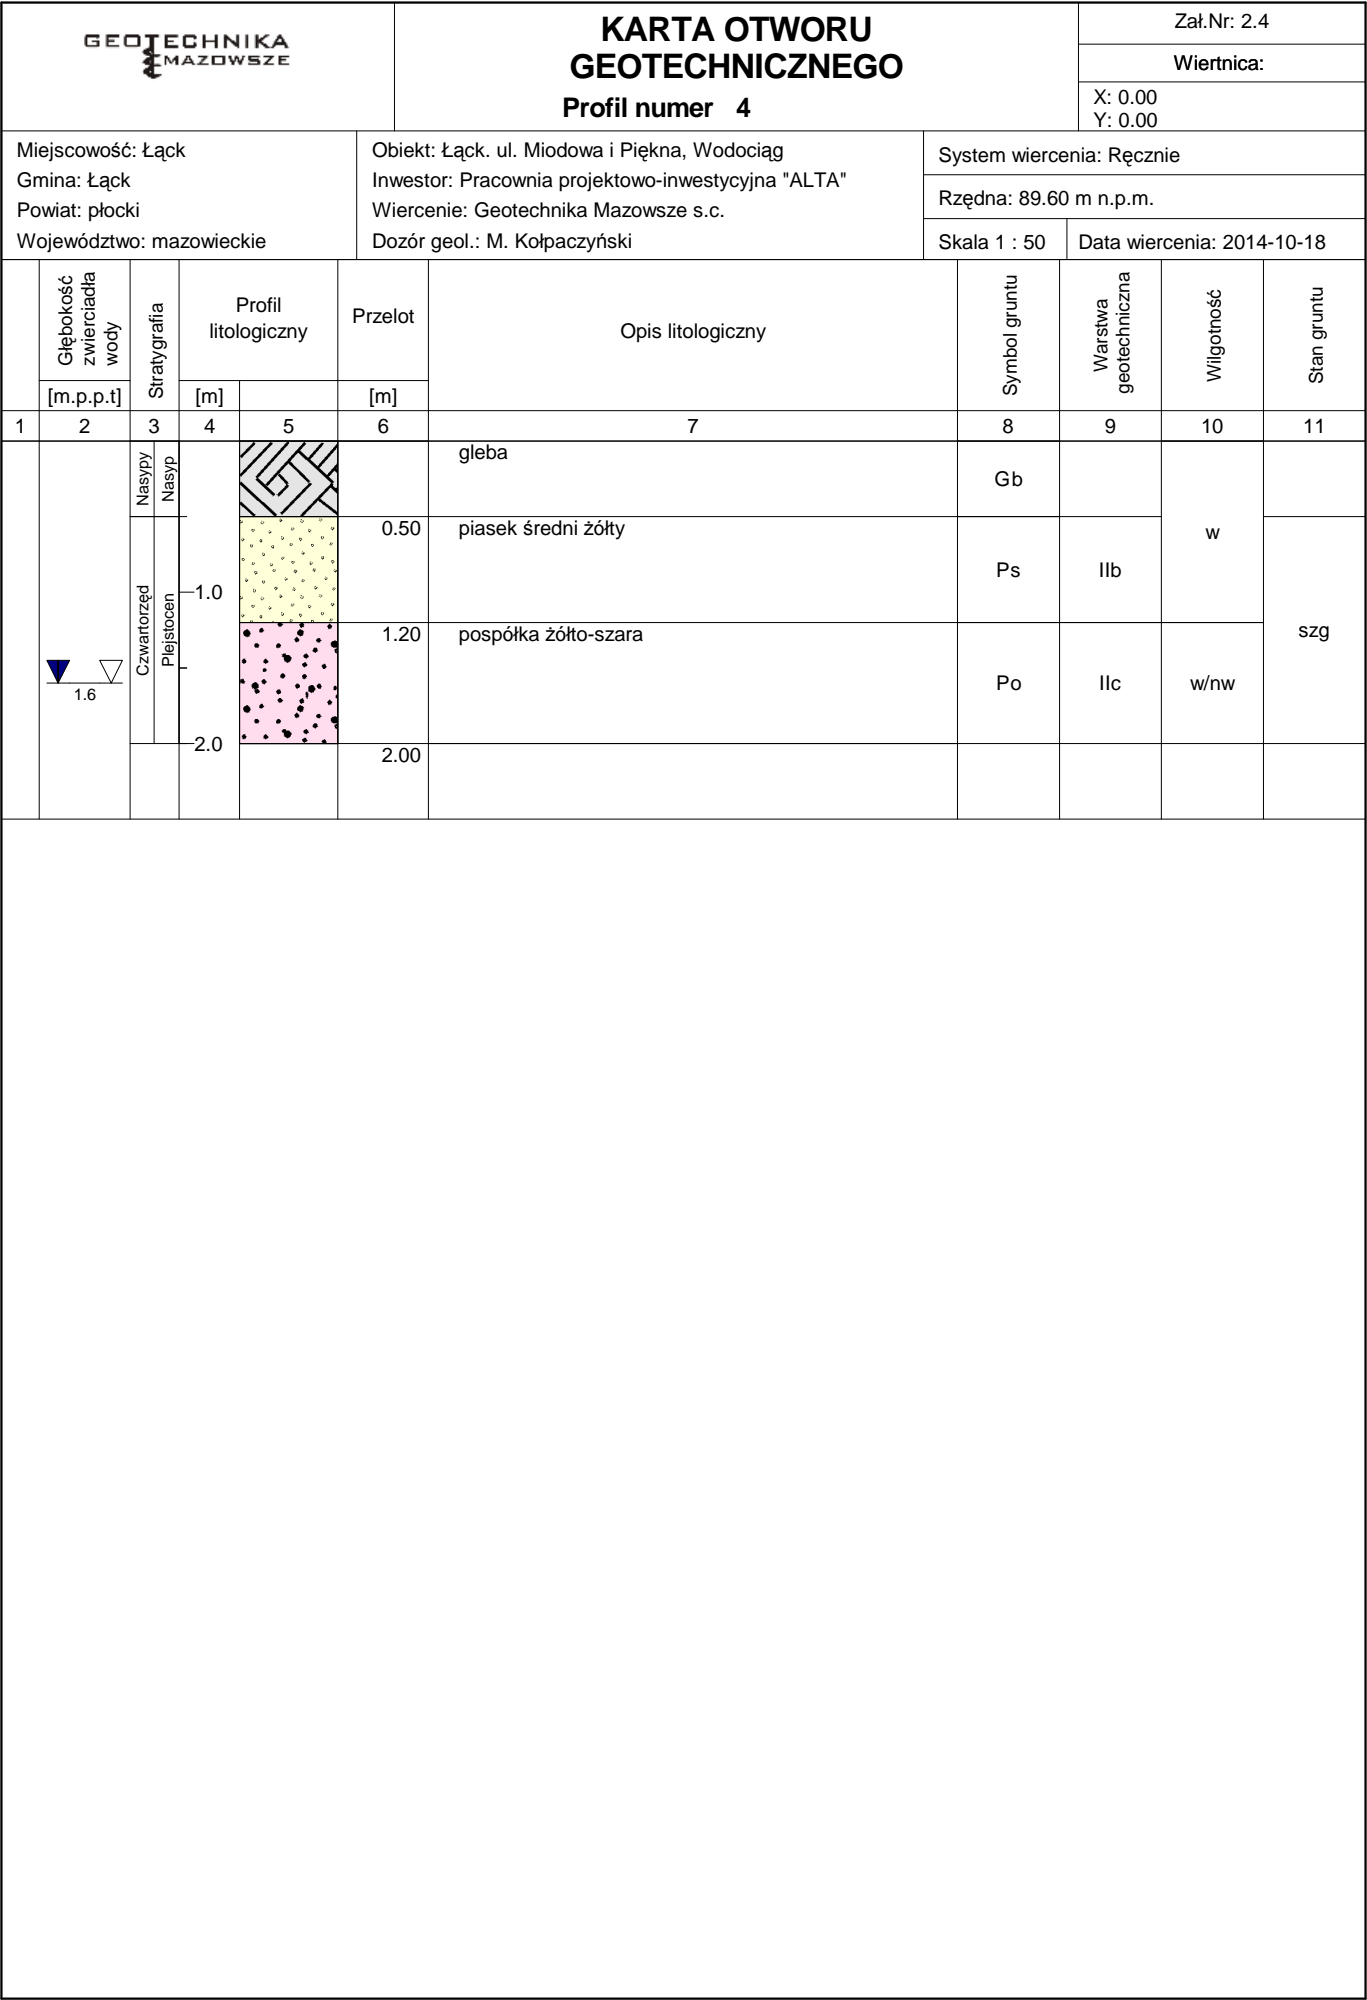 GEOTECHNIKA
MAZOWSZE
KARTA OTWORU
GEOTECHNICZNEGO
Profil numer 4
Zał.Nr: 2.4
Wiertnica:
X: 0.00
Y: 0.00
Miejscowość: Łąck
Gmina: Łąck
Powiat: płocki
Województwo: mazowieckie
Obiekt: Łąck. ul. Miodowa i Piękna, Wodociąg
Inwestor: Pracownia projektowo-inwestycyjna "ALTA"
Wiercenie: Geotechnika Mazowsze s.c.
Dozór geol.: M. Kołpaczyński
System wiercenia: Ręcznie
Rzędna: 89.60 m n.p.m.
Skala 1 : 50
Data wiercenia: 2014-10-18
Głębokość
zwierciadła
wody
[m.p.p.t]
Stratygrafia
Profil
litologiczny
[m]
Przelot
[m]
Opis litologiczny
Symbol gruntu
Warstwa
geotechniczna
Wilgotność
Stan gruntu
1 2 3 4 5 6 7 8 9 10 11
Nasypy
Nasyp
gleba
Gb
0.50
piasek średni żółty
w
Ps
IIb
1.0
Czwartorzęd
Plejstocen
1.20
pospółka żółto-szara
szg
1.6
Po
IIc
w/nw
2.0
2.00